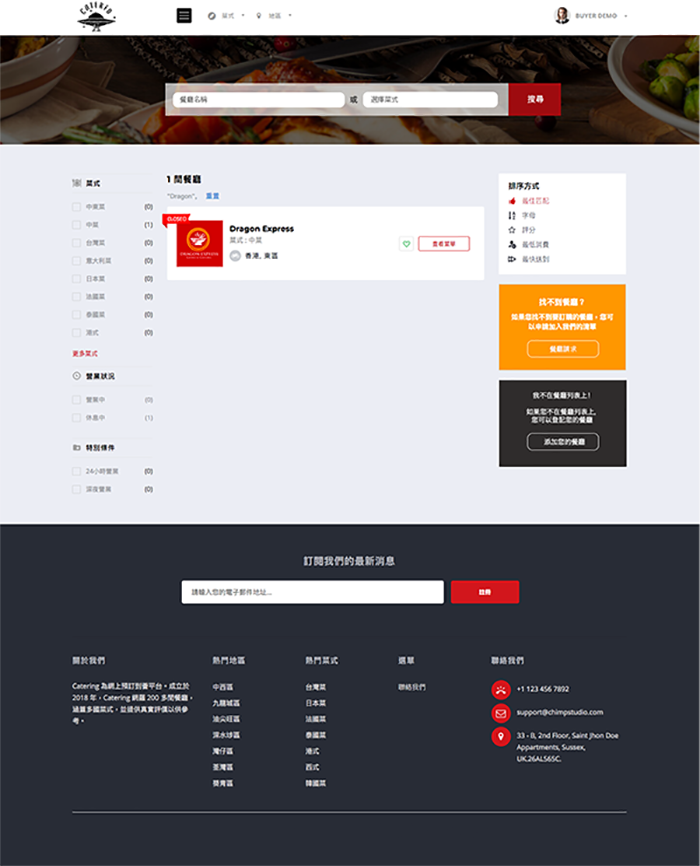 CATERED
菜式
地區
BUYER DEMO
餐廳名稱
或
選擇菜式
搜尋
菜式
中東菜 (0)
中菜 (1)
台灣菜 (0)
意大利菜 (0)
日本菜 (0)
法國菜 (0)
泰國菜 (0)
港式 (0)
更多菜式
營業狀況
營業中 (0)
休息中 (1)
特別條件
24小時營業 (0)
深夜營業 (0)
1 間餐廳
"Dragon", 重置
CLOSED
DRAGON EXPRESS
Dragon Express
菜式 : 中菜
香港, 東區
查看菜單
排序方式
最佳匹配
字母
評分
最低消費
最快送到
找不到餐廳？
如果您找不到要訂購的餐廳，您可
以申請加入我們的清單
餐廳請求
我不在餐廳列表上！
如果您不在餐廳列表上,
您可以登記您的餐廳
添加您的餐廳
訂閱我們的最新消息
請輸入您的電子郵件地址...
註冊
關於我們
Catering 為網上預訂到會平台。成立於
2018 年，Catering 網羅 200 多間餐廳，
涵蓋多國菜式，並提供真實評價以供參
考。
熱門地區
中西區
九龍城區
油尖旺區
深水埗區
灣仔區
荃灣區
葵青區
熱門菜式
台灣菜
日本菜
法國菜
泰國菜
港式
西式
韓國菜
選單
聯絡我們
聯絡我們
+1 123 456 7892
support@chimpstudio.com
33 - B, 2nd Floor, Saint Jhon Doe
Appartments, Sussex,
UK.26AL565C.